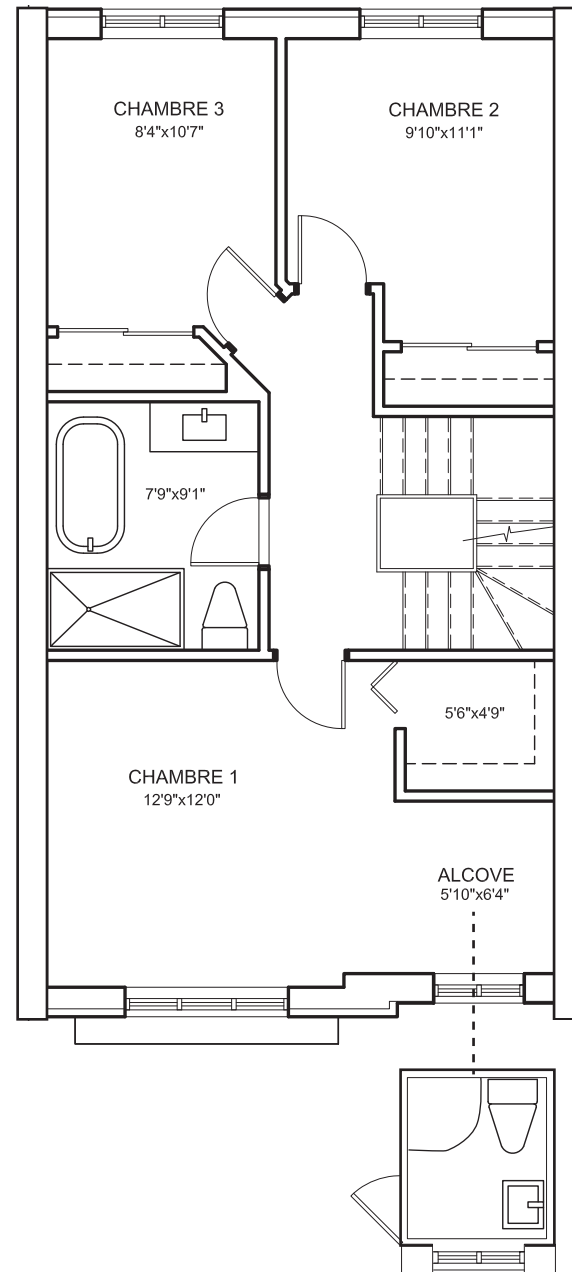 CHAMBRE 3
8'4"x10'7"
CHAMBRE 2
9'10"x11'1"
7'9"x9'1"
5'6"x4'9"
CHAMBRE 1
12'9"x12'0"
ALCOVE
5'10"x6'4"